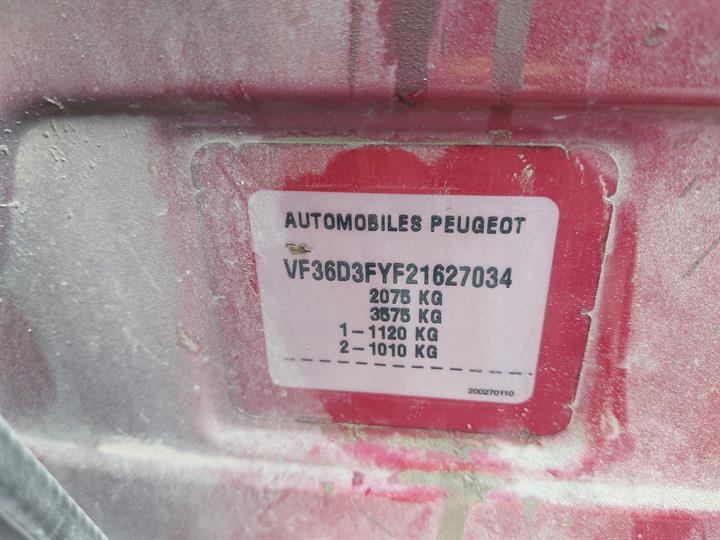 AUTOMOBILES PEUGEOT
VF36D3FYF21627034
2075 KG
3575 KG
1-1120 KG
2-1010 KG
200270110